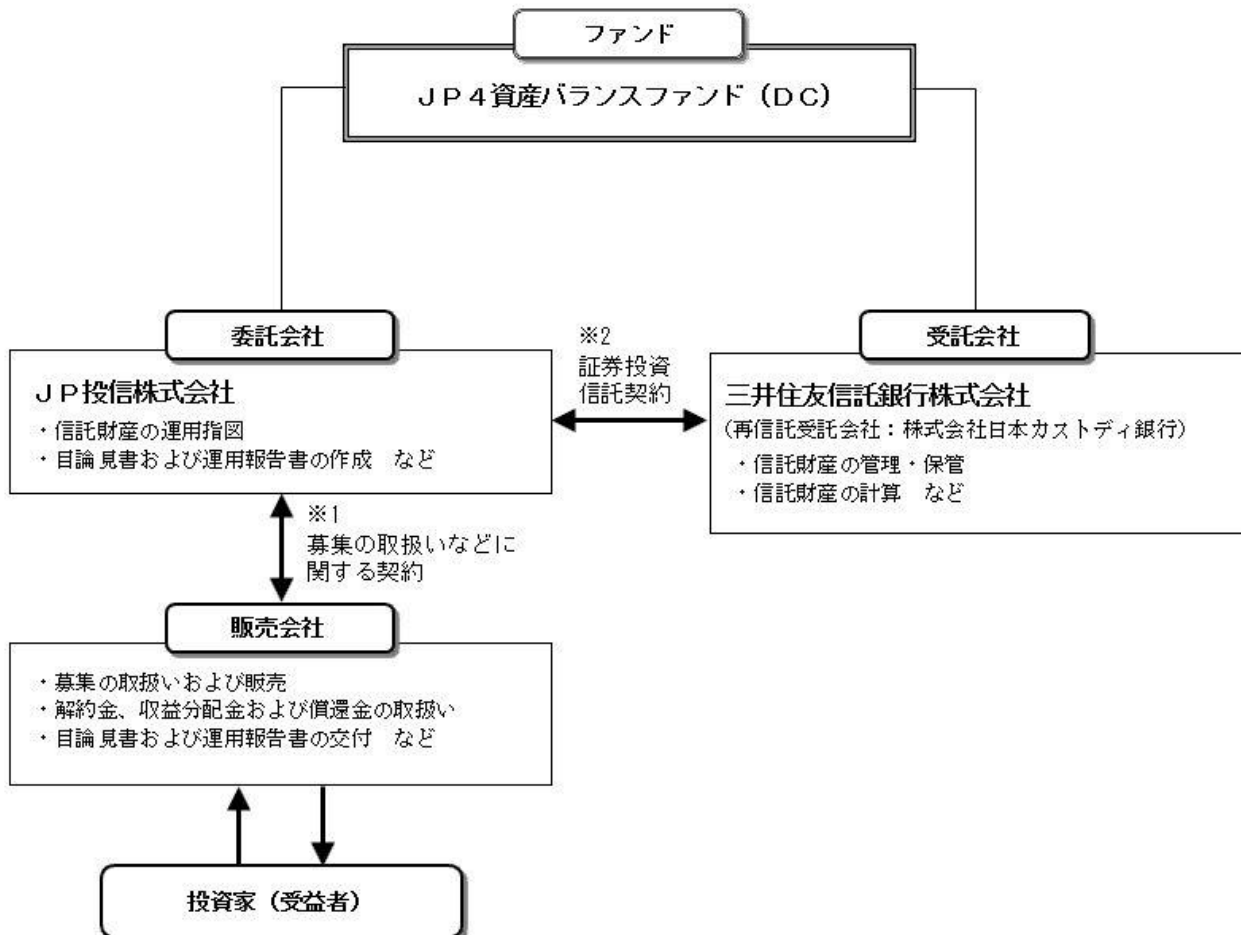 ファンド
ＪＰ４資産バランスファンド（ＤＣ）
委託会社
ＪＰ投信株式会社
・信託財産の運用指図
・目論見書および運用報告書の作成　など
※2
証券投資
信託契約
受託会社
三井住友信託銀行株式会社
(再信託受託会社：株式会社日本カストディ銀行)
・信託財産の管理・保管
・信託財産の計算　など
※1
募集の取扱いなどに
関する契約
販売会社
・募集の取扱いおよび販売
・解約金、収益分配金および償還金の取扱い
・目論見書および運用報告書の交付　など
投資家（受益者）